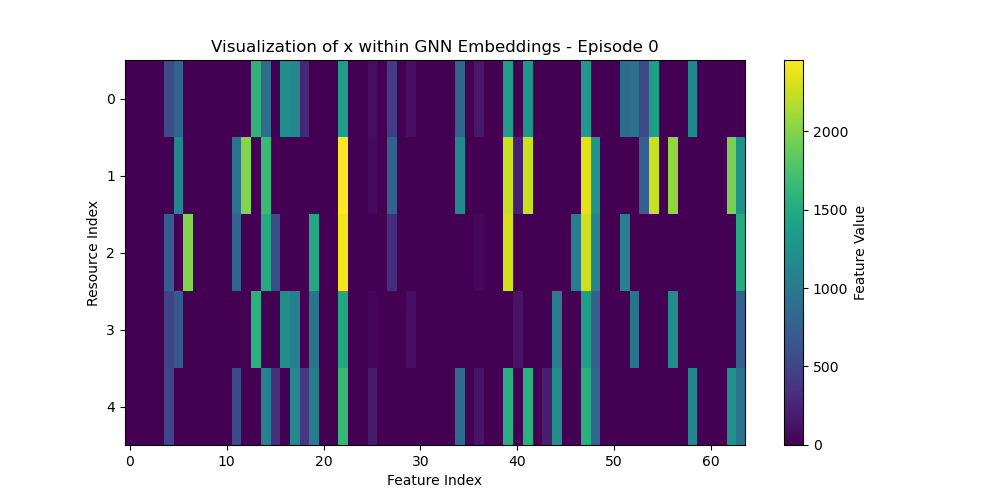 Visualization of x within GNN Embeddings - Episode 0
Resource Index
0
1
2
3
4
0 10 20 30 40 50 60
Feature Index
2000
1500
1000
500
0
Feature Value